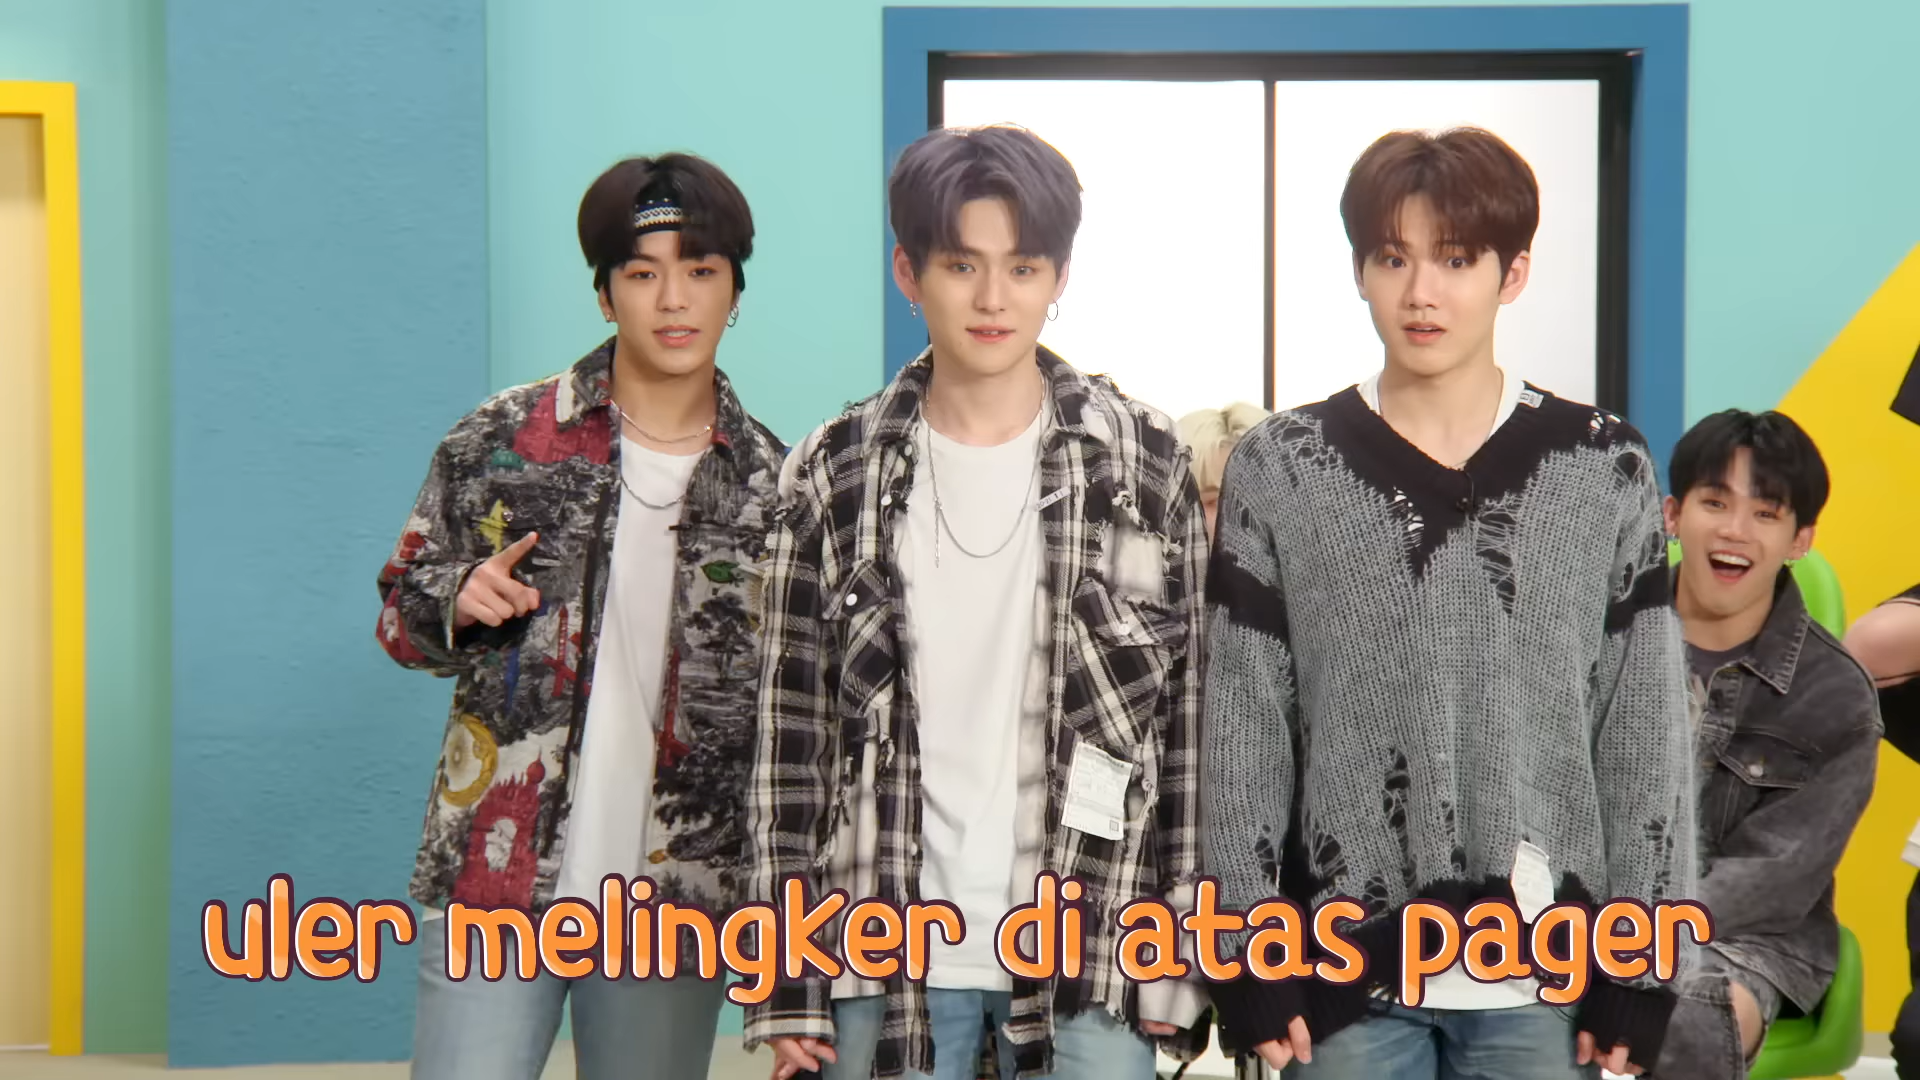 uler melingker di atas pager